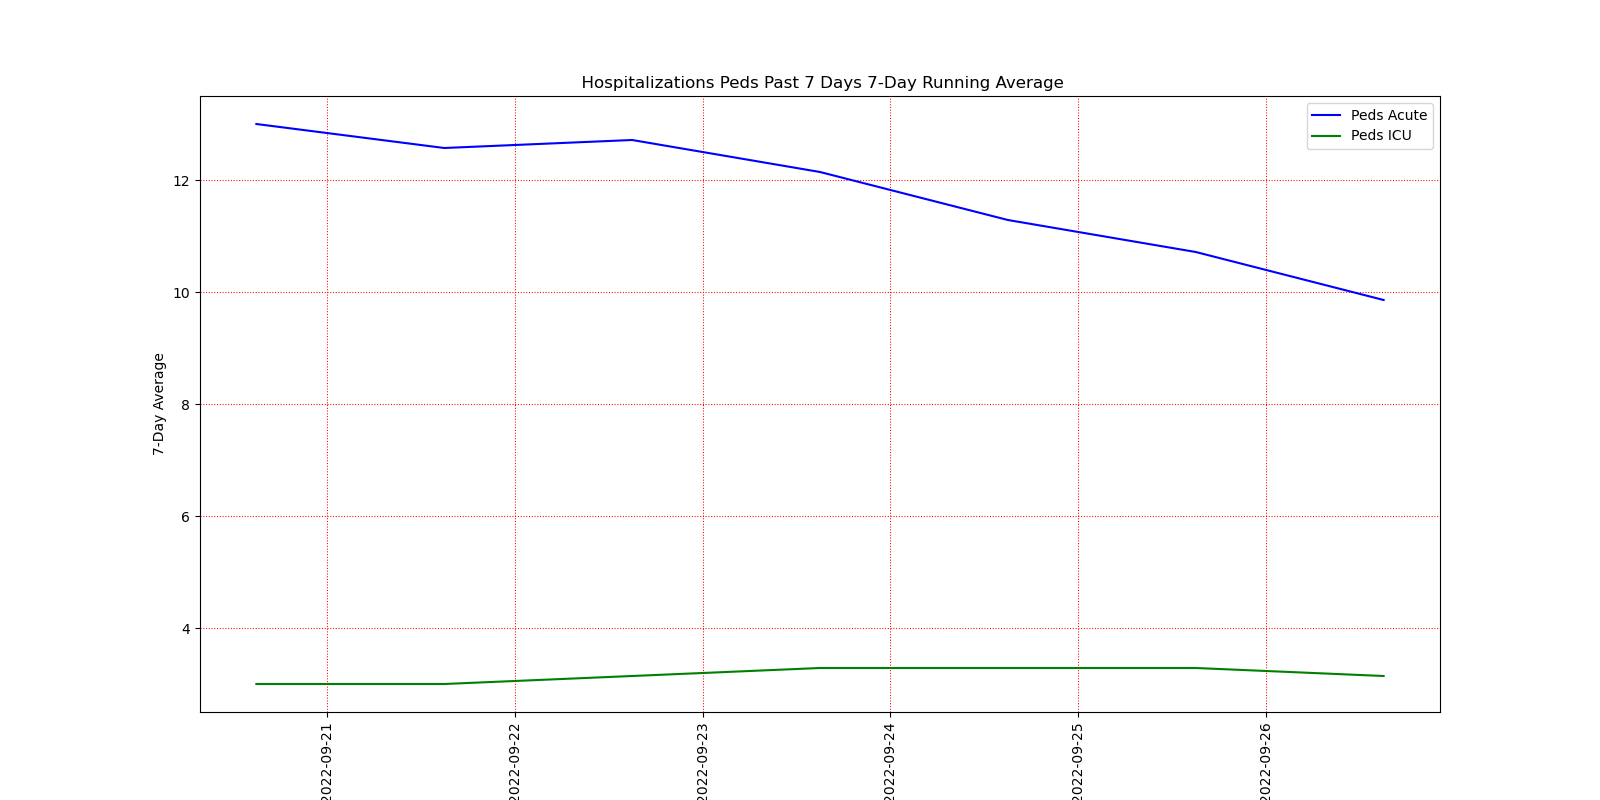 Hospitalizations Peds Past 7 Days 7-Day Running Average
Peds Acute
Peds ICU
12
10
8
6
4
7-Day Average
2022-09-21
2022-09-22
2022-09-23
2022-09-24
2022-09-25
2022-09-26